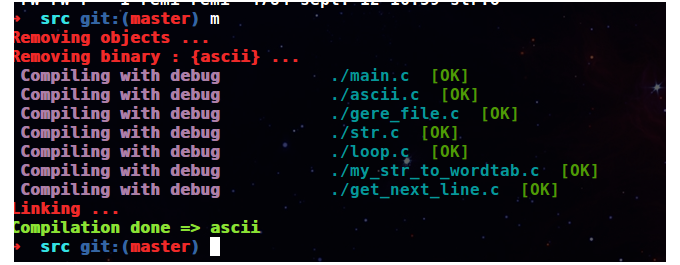 ➜ src git:(master) m
Removing objects ...
Removing binary : {ascii} ...
Compiling with debug ./main.c [OK]
Compiling with debug ./ascii.c [OK]
Compiling with debug ./gere_file.c [OK]
Compiling with debug ./str.c [OK]
Compiling with debug ./loop.c [OK]
Compiling with debug ./my_str_to_wordtab.c [OK]
Compiling with debug ./get_next_line.c [OK]
Linking ...
Compilation done => ascii
➜ src git:(master)